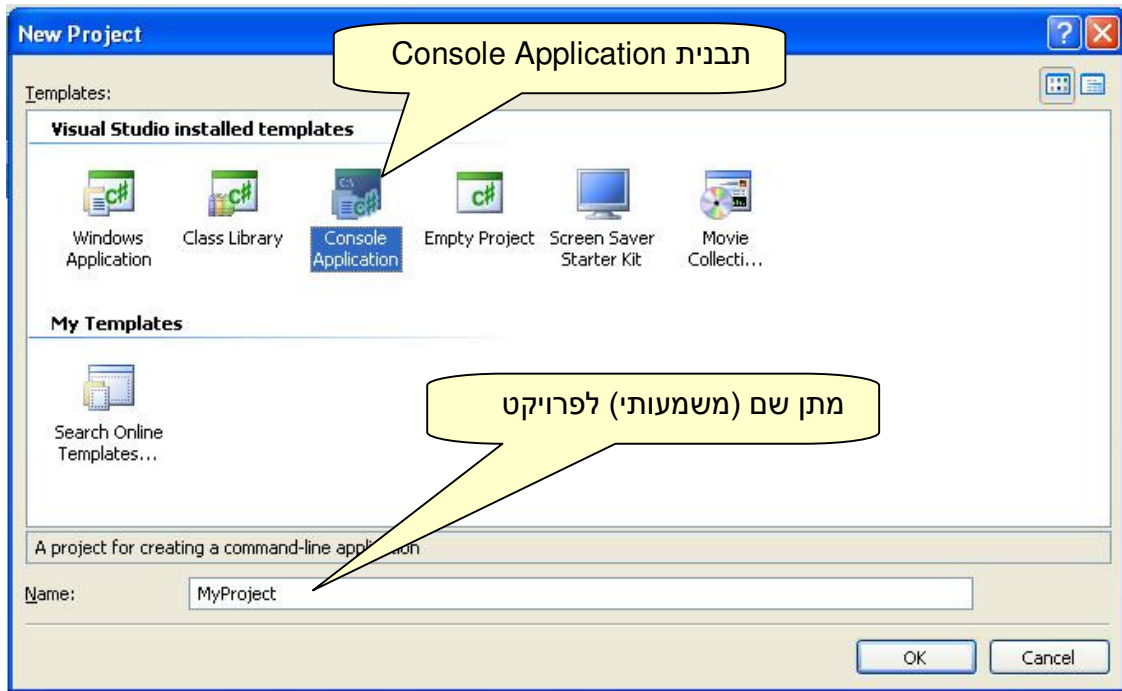 New Project
תבנית Console Application
Templates:
Visual Studio installed templates
C:\
C#
C#
C#
C#
Windows
Application
Class Library
Console
Application
Empty Project
Screen Saver
Starter Kit
Movie
Collecti...
My Templates
Search Online
Templates...
מתן שם (משמעותי) לפרויקט
A project for creating a command-line application
Name:
MyProject
OK
Cancel